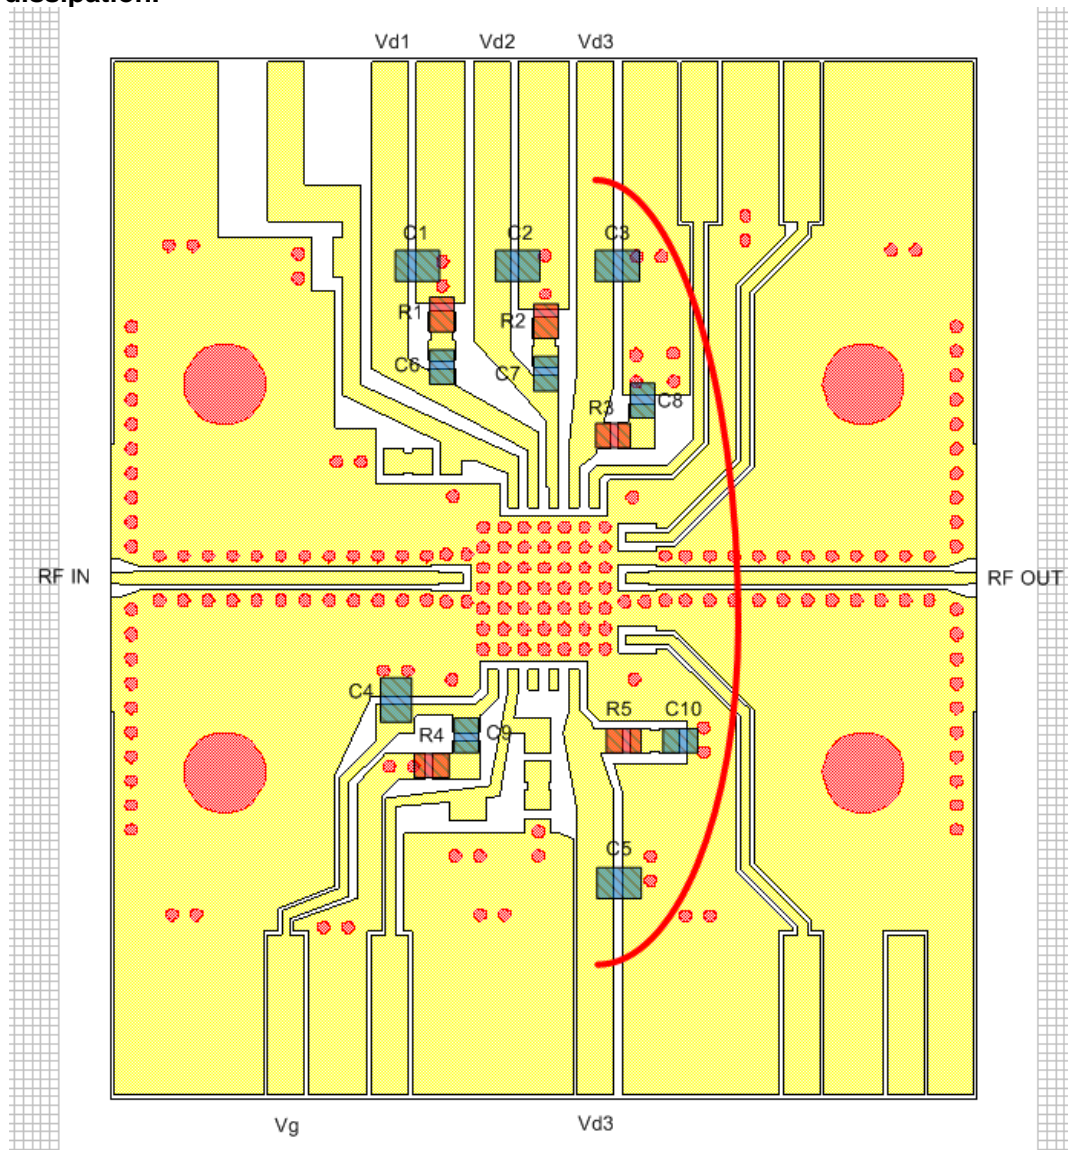 dissipation.
Vd1 Vd2 Vd3
C1 C2 C3
R1 R2
C6 C7
R3 C8
RF IN RF OUT
C4
R4 C9 R5 C10
C5
Vg Vd3